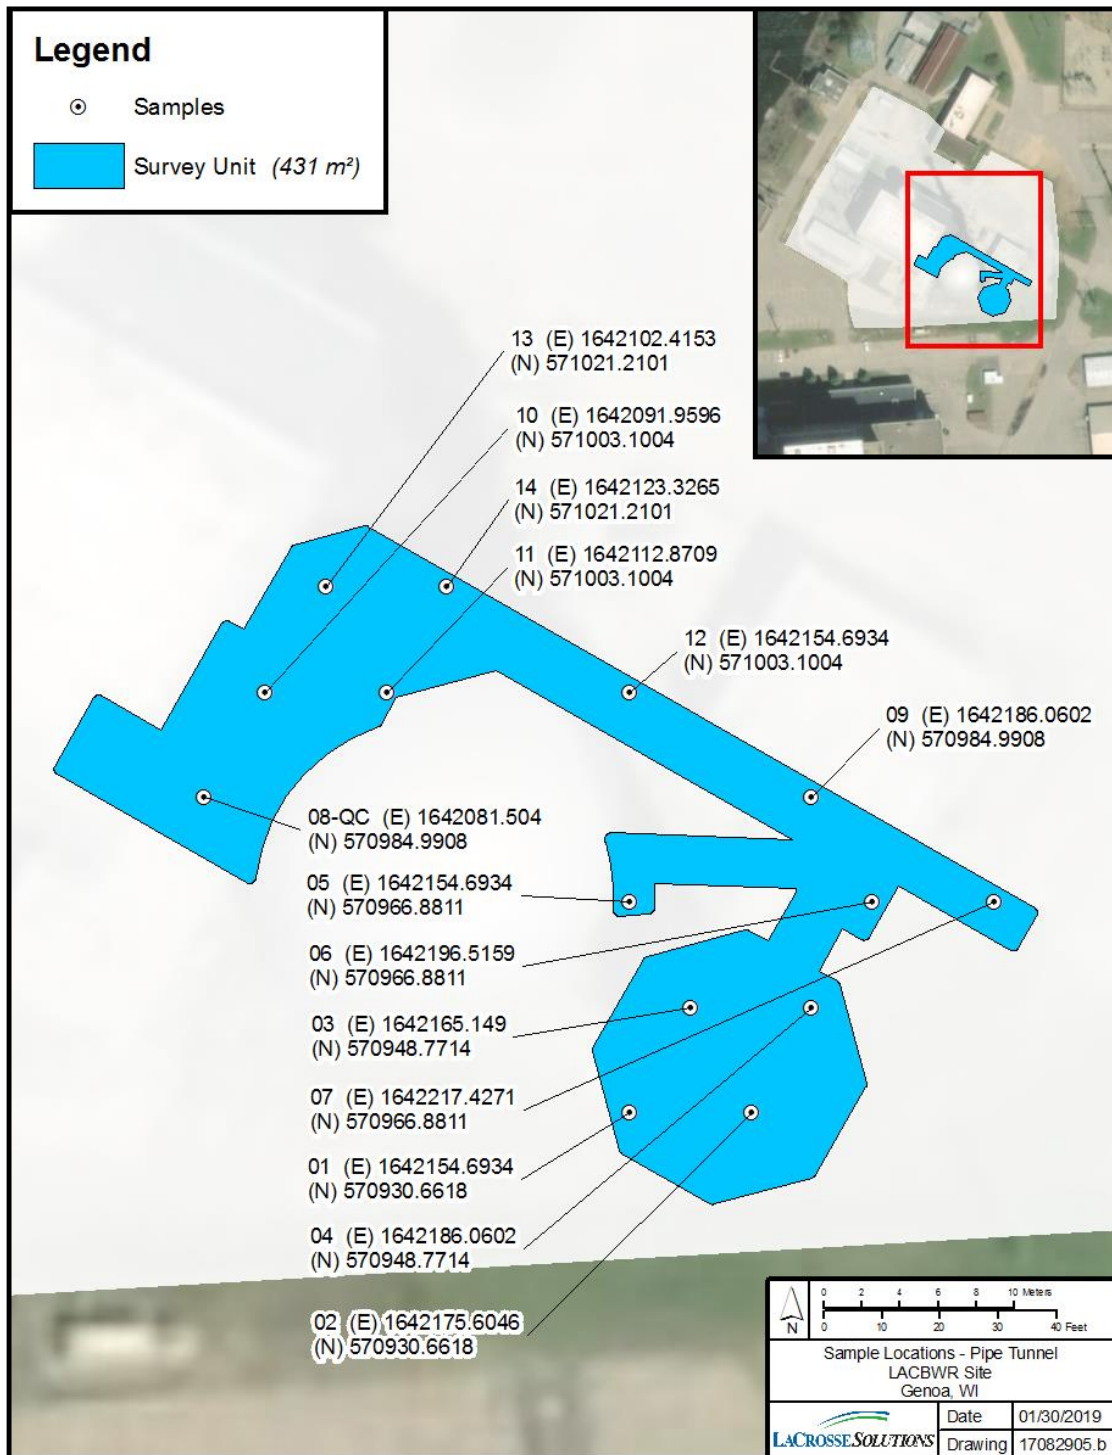 Legend
Samples
Survey Unit (431 m²)
13 (E) 1642102.4153
(N) 571021.2101
10 (E) 1642091.9596
(N) 571003.1004
14 (E) 1642123.3265
(N) 571021.2101
11 (E) 1642112.8709
(N) 571003.1004
12 (E) 1642154.6934
(N) 571003.1004
09 (E) 1642186.0602
(N) 570984.9908
08-QC (E) 1642081.504
(N) 570984.9908
05 (E) 1642154.6934
(N) 570966.8811
06 (E) 1642196.5159
(N) 570966.8811
03 (E) 1642165.149
(N) 570948.7714
07 (E) 1642217.4271
(N) 570966.8811
01 (E) 1642154.6934
(N) 570930.6618
04 (E) 1642186.0602
(N) 570948.7714
02 (E) 1642175.6046
(N) 570930.6618
N
0 2 4 6 8 10 Meters
0 10 20 30 40 Feet
Sample Locations - Pipe Tunnel
LACBWR Site
Genoa, WI
LACROSSESOLUTIONS
Date 01/30/2019
Drawing 17082905.b